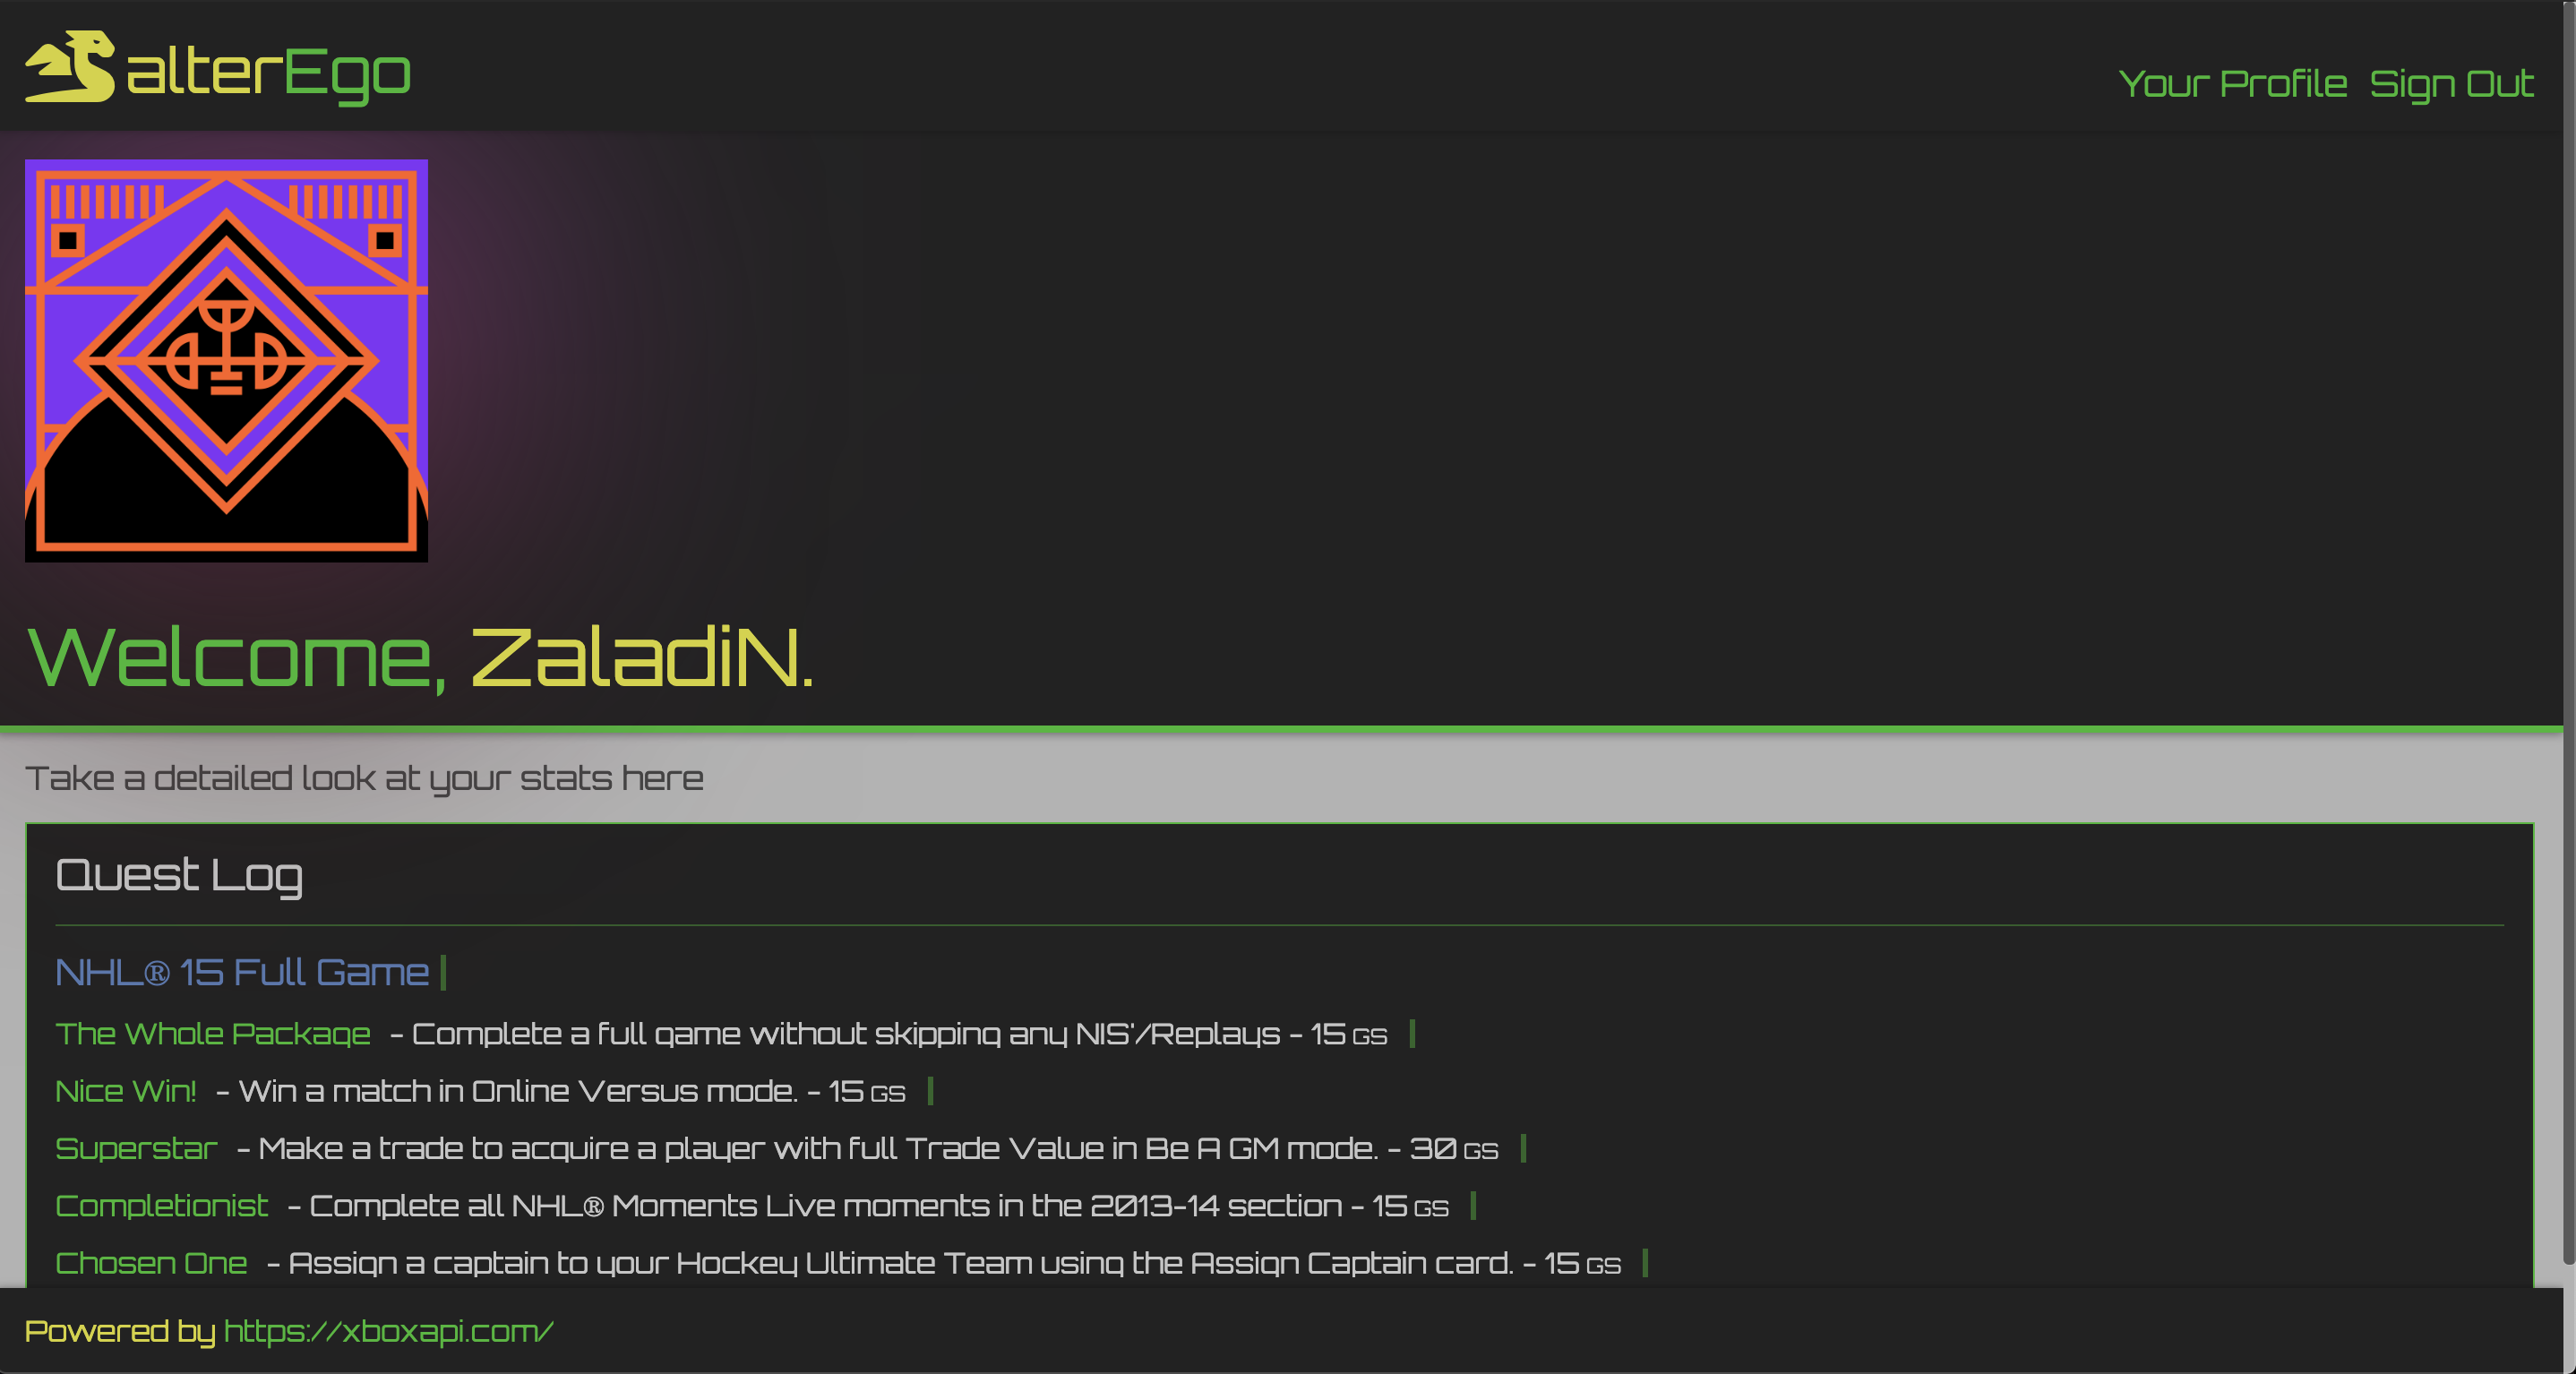 alterEgo
Your Profile Sign Out
Welcome, ZaladiN.
Take a detailed look at your stats here
Quest Log
NHL® 15 Full Game
The Whole Package - Complete a full game without skipping any NIS'/Replays - 15 GS
Nice Win! - Win a match in Online Versus mode. - 15 GS
Superstar - Make a trade to acquire a player with full Trade Value in Be A GM mode. - 30 GS
Completionist - Complete all NHL® Moments Live moments in the 2013-14 section - 15 GS
Chosen One - Assign a captain to your Hockey Ultimate Team using the Assign Captain card. - 15 GS
Powered by https://xboxapi.com/